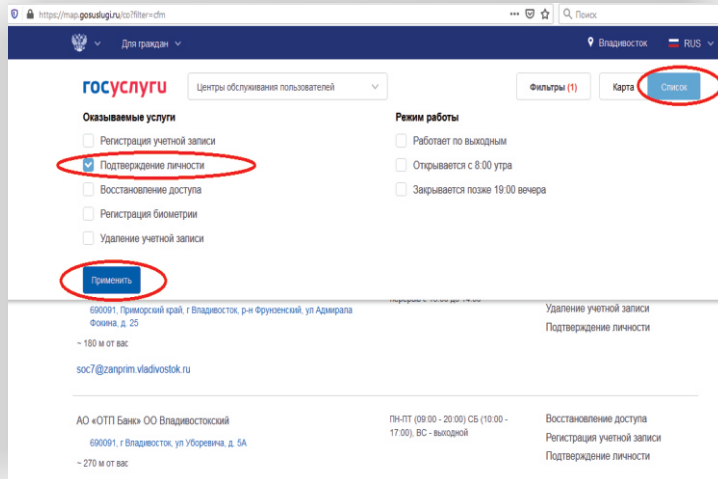 https://map.gosuslugi.ru/co?filter=cfm
Поиск
Для граждан
Владивосток
RUS
госуслуги
Центры обслуживания пользователей
Фильтры (1)
Карта
Список
Оказываемые услуги
Режим работы
Регистрация учетной записи
Работает по выходным
Подтверждение личности
Открывается с 8:00 утра
Восстановление доступа
Закрывается позже 19:00 вечера
Регистрация биометрии
Удаление учетной записи
Применить
690091, Приморский край, г Владивосток, р-н Фрунзенский, ул Адмирала
Фокина, д. 25
Удаление учетной записи
Подтверждение личности
~ 180 м от вас
soc7@zanprim.vladivostok.ru
АО «ОТП Банк» ОО Владивостокский
ПН-ПТ (09:00 - 20:00) СБ (10:00 -
17:00), ВС - выходной
Восстановление доступа
Регистрация учетной записи
Подтверждение личности
690091, г Владивосток, ул Уборевича, д. 5А
~ 270 м от вас